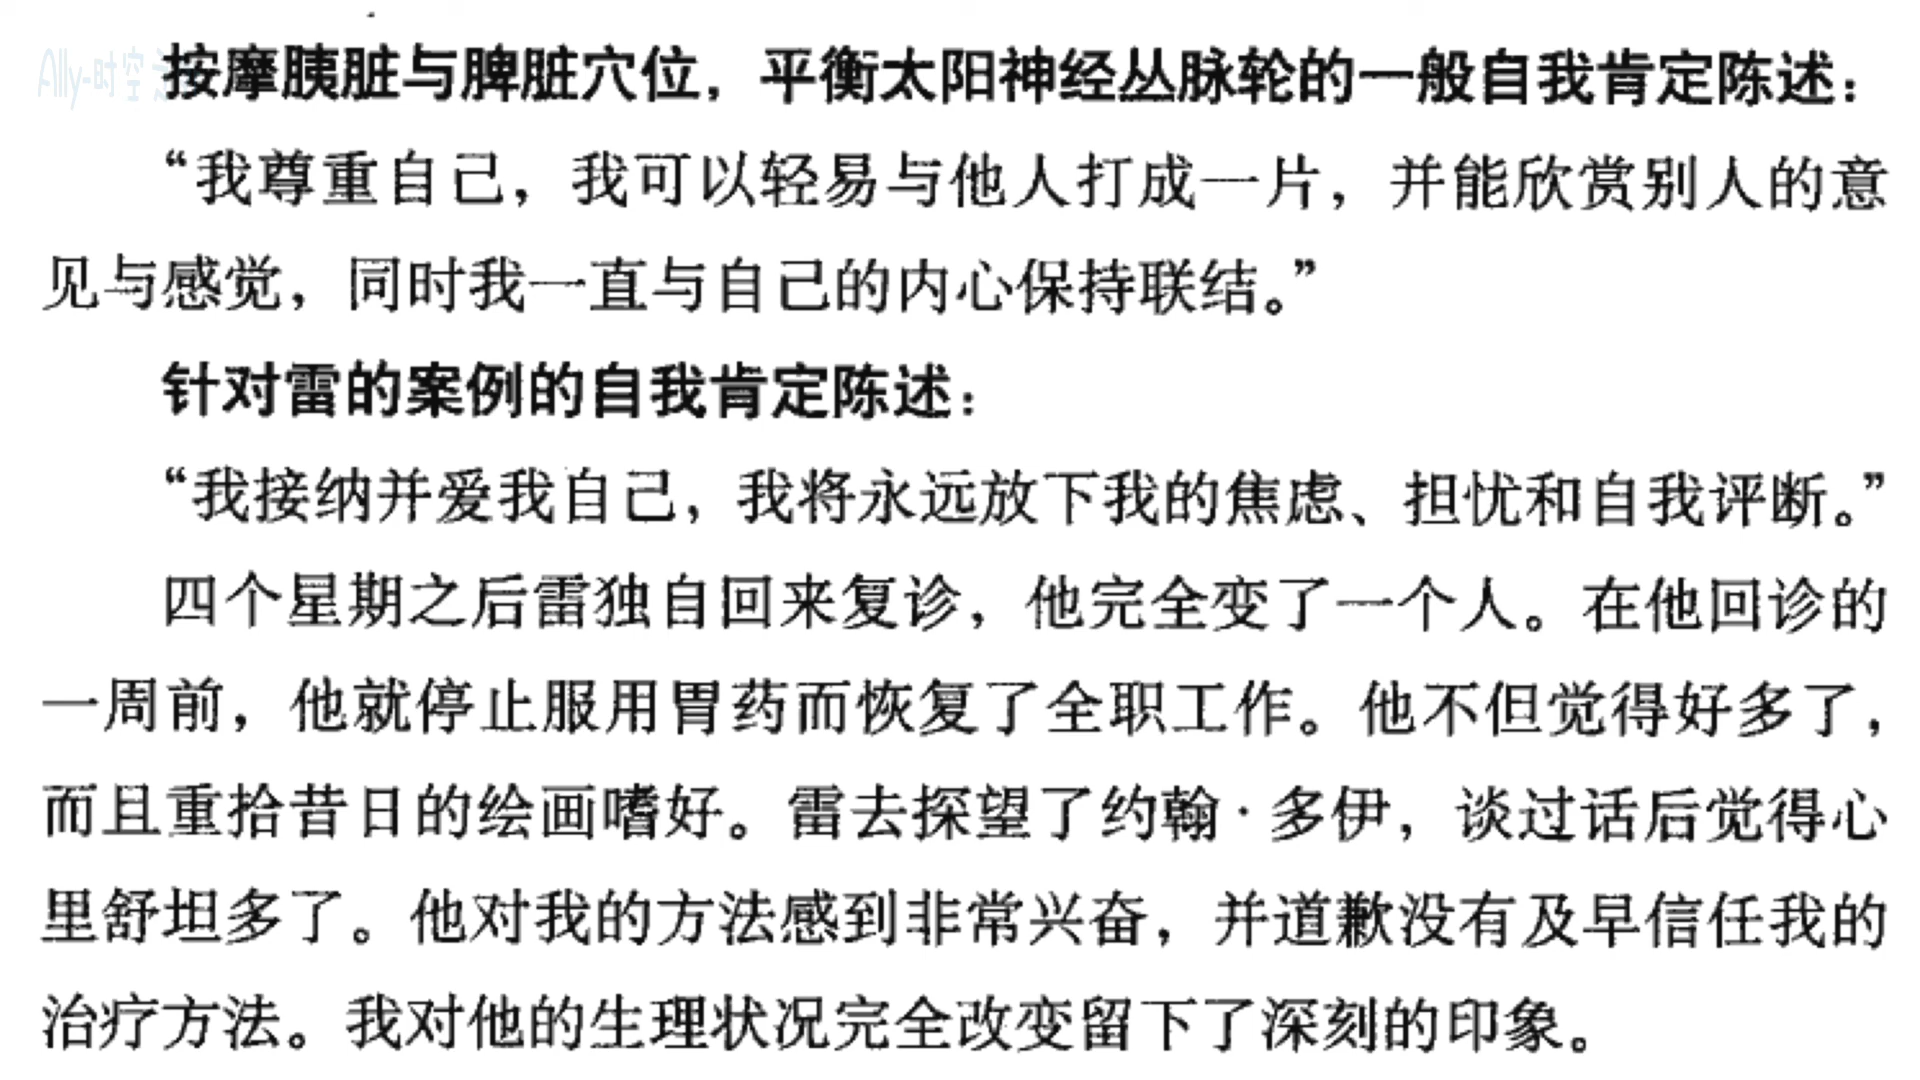 Ally-时空
按摩胰脏与脾脏穴位，平衡太阳神经丛脉轮的一般自我肯定陈述：
“我尊重自己，我可以轻易与他人打成一片，并能欣赏别人的意
见与感觉，同时我一直与自己的内心保持联结。”
针对雷的案例的自我肯定陈述：
“我接纳并爱我自己，我将永远放下我的焦虑、担忧和自我评断。”
四个星期之后雷独自回来复诊，他完全变了一个人。在他回诊的
一周前，他就停止服用胃药而恢复了全职工作。他不但觉得好多了，
而且重拾昔日的绘画嗜好。雷去探望了约翰·多伊，谈过话后觉得心
里舒坦多了。他对我的方法感到非常兴奋，并道歉没有及早信任我的
治疗方法。我对他的生理状况完全改变留下了深刻的印象。